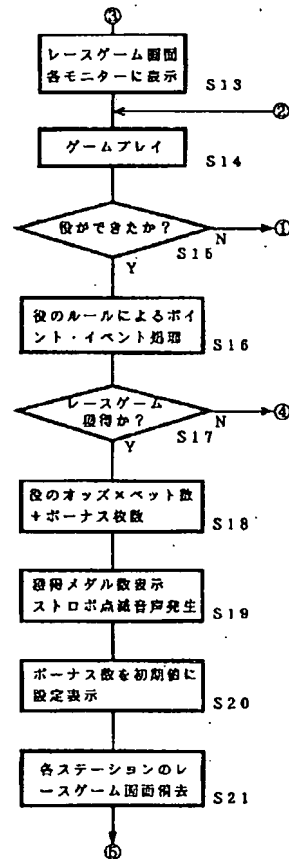 ③
レースゲーム画面
各モニターに表示
S13
②
ゲームプレイ
S14
役ができたか？
S15
N
①
Y
役のルールによるポイ
ント・イベント処理
S16
レースゲーム
獲得か？
S17
N
④
Y
役のオッズ×ベット数
+ボーナス枚数
S18
獲得メダル数表示
ストロボ点滅音声発生
S19
ボーナス数を初期値に
設定表示
S20
各ステーションのレ
ースゲーム画面消去
S21
⑤